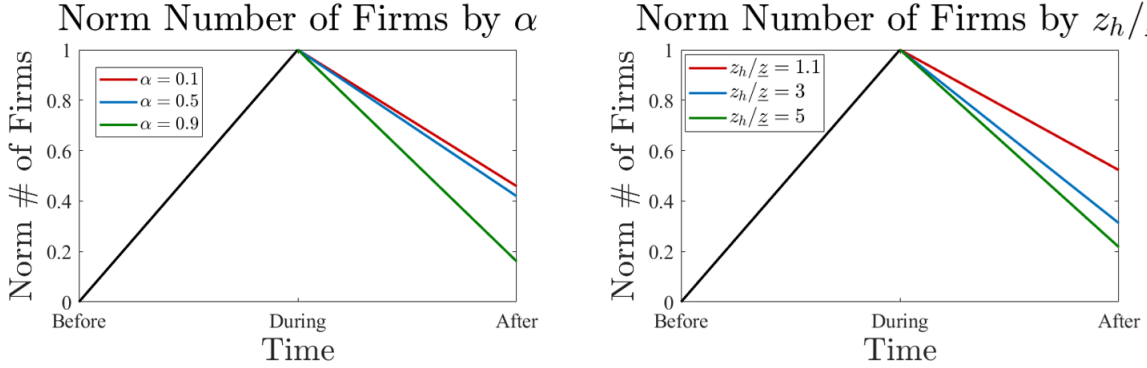 Norm Number of Firms by α
Norm # of Firms
1
0.8
0.6
0.4
0.2
0
α = 0.1
α = 0.5
α = 0.9
Before
During
After
Time
Norm Number of Firms by z_h/
Norm # of Firms
1
0.8
0.6
0.4
0.2
0
z_h/z̲ = 1.1
z_h/z̲ = 3
z_h/z̲ = 5
Before
During
After
Time